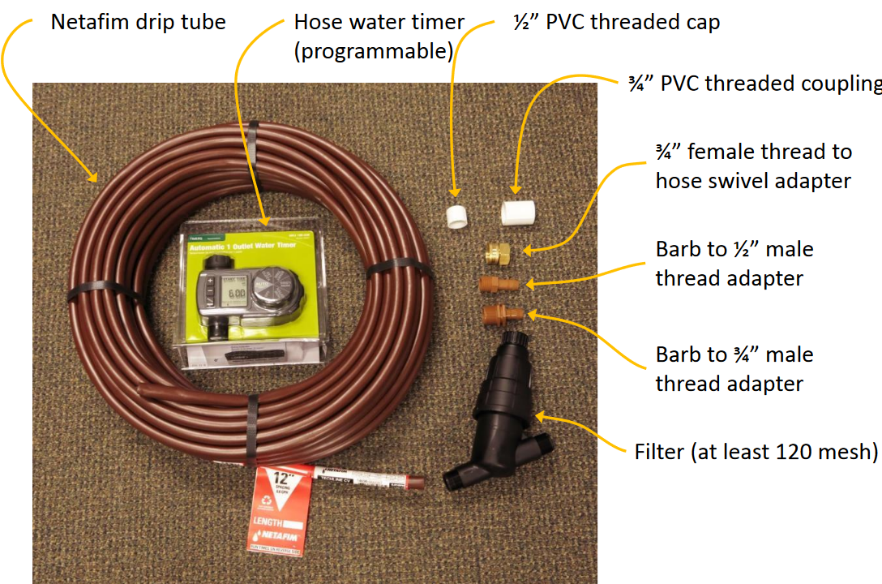 Netafim drip tube
Hose water timer
(programmable)
½” PVC threaded cap
¾” PVC threaded coupling
¾” female thread to
hose swivel adapter
Barb to ½” male
thread adapter
Barb to ¾” male
thread adapter
Filter (at least 120 mesh)
Automatic 1 Outlet Water Timer
6:00
12"
LENGTH
NETAFIM